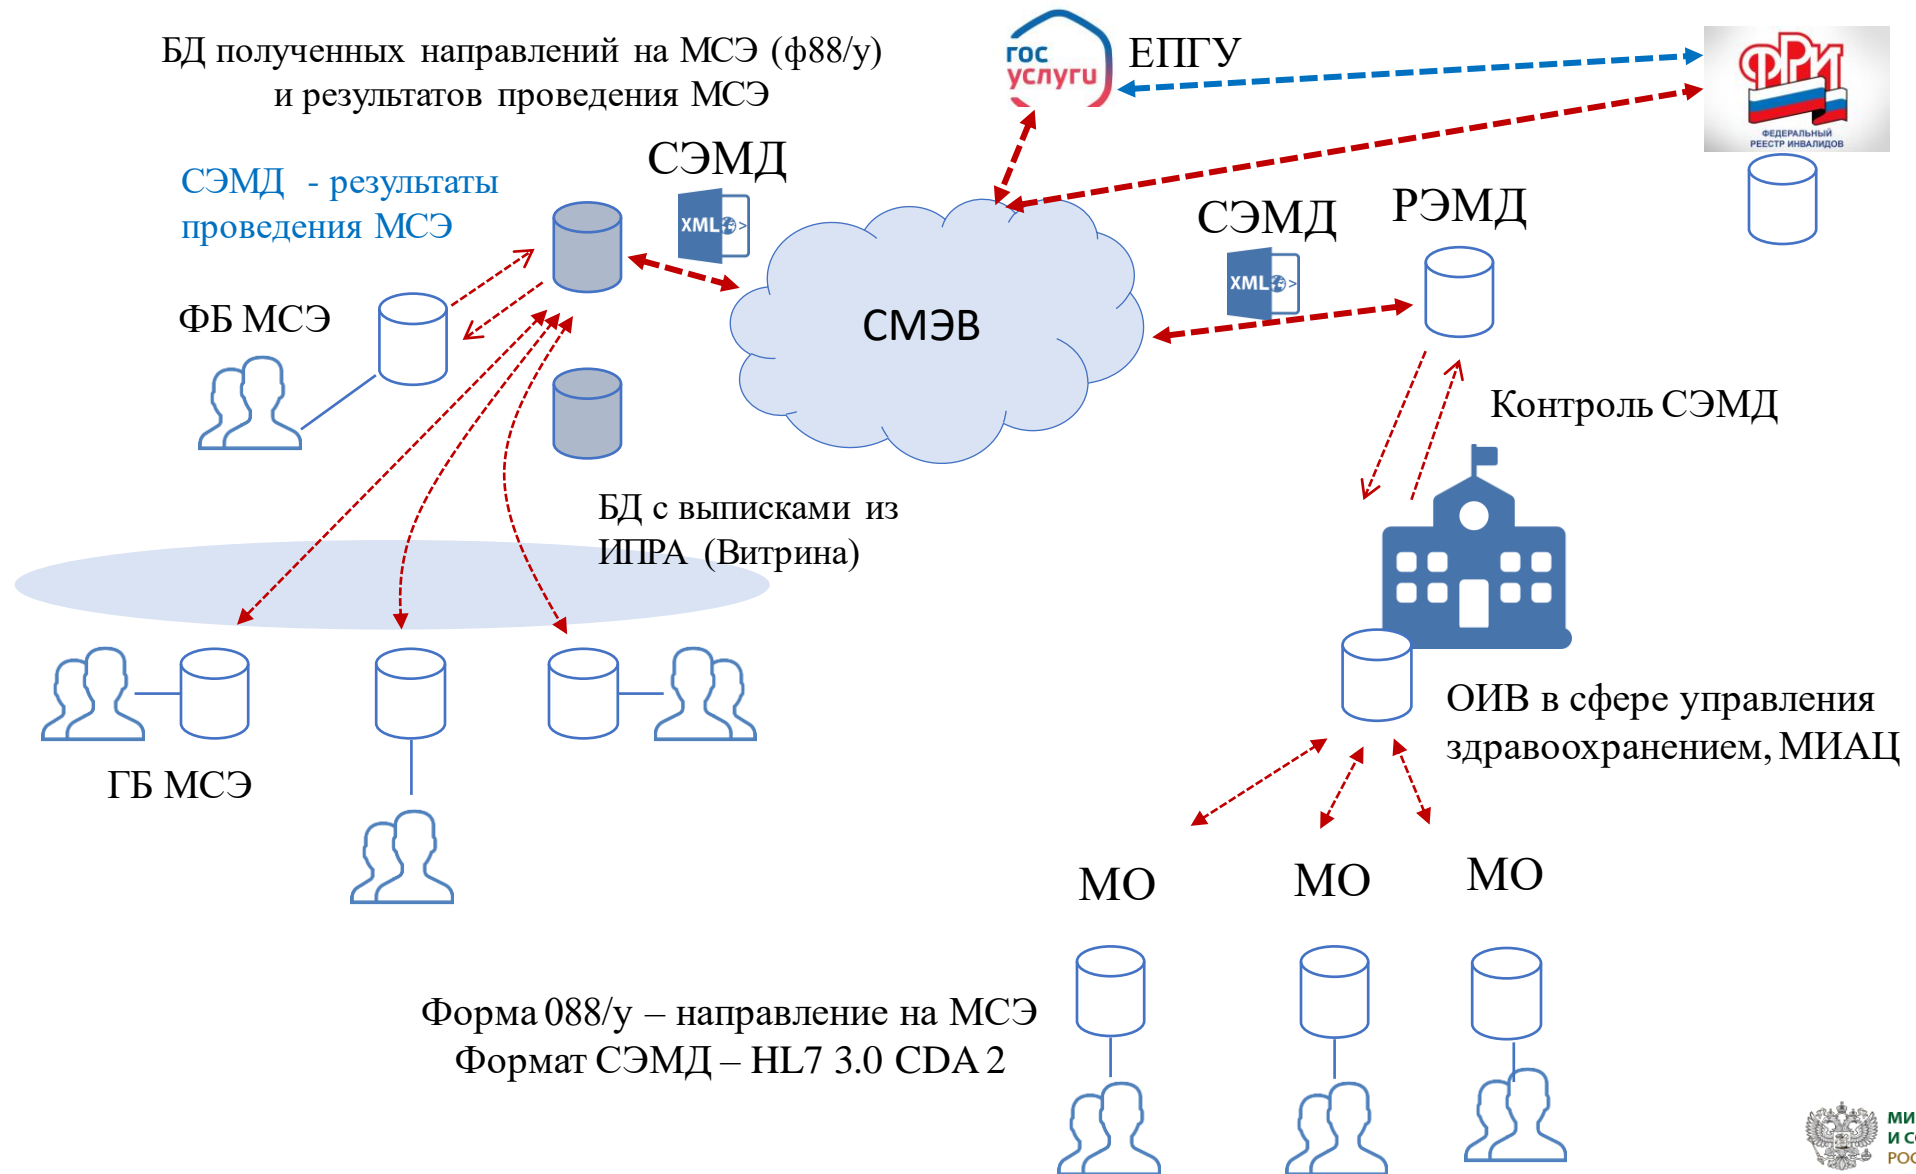 БД полученных направлений на МСЭ (ф88/у)
и результатов проведения МСЭ
гос
услуги
ЕПГУ
ФРИ
ФЕДЕРАЛЬНЫЙ
РЕЕСТР ИНВАЛИДОВ
СЭМД - результаты
проведения МСЭ
СЭМД
XML
СЭМД
XML
РЭМД
ФБ МСЭ
СМЭВ
Контроль СЭМД
БД с выписками из
ИПРА (Витрина)
ГБ МСЭ
ОИВ в сфере управления
здравоохранением, МИАЦ
МО
МО
МО
Форма 088/у – направление на МСЭ
Формат СЭМД – HL7 3.0 CDA 2